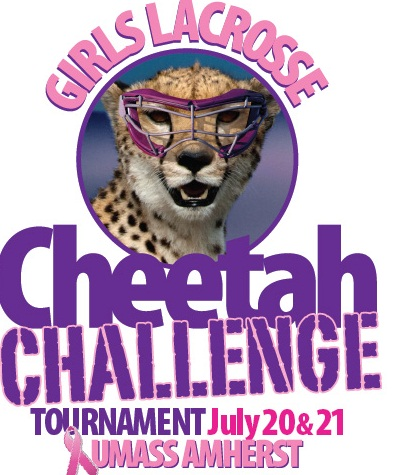 GIRLS LACROSSE
Cheetah
CHALLENGE
TOURNAMENT July 20 & 21
UMASS AMHERST